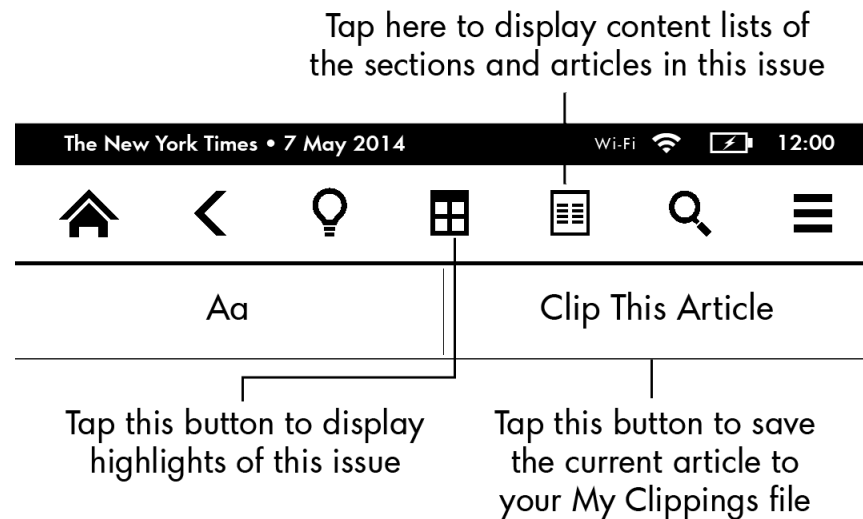 Tap here to display content lists of
the sections and articles in this issue
The New York Times • 7 May 2014 Wi-Fi 12:00
Aa Clip This Article
Tap this button to display
highlights of this issue
Tap this button to save
the current article to
your My Clippings file